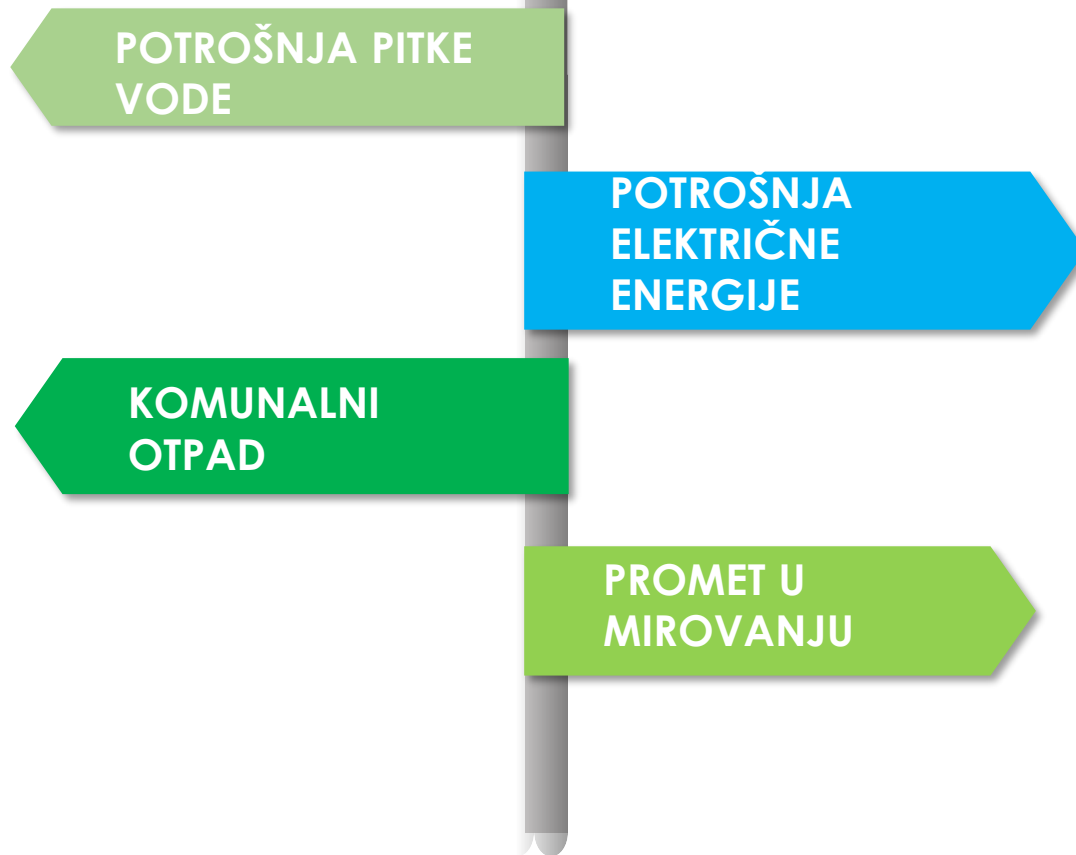 POTROŠNJA PITKE
VODE
POTROŠNJA
ELEKTRIČNE
ENERGIJE
KOMUNALNI
OTPAD
PROMET U
MIROVANJU